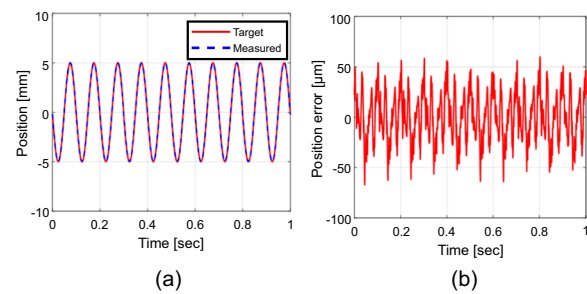 Target
Measured
Position [mm]
10
5
0
-5
-10
0
0.2
0.4
0.6
0.8
1
Time [sec]
(a)
Position error [µm]
100
50
0
-50
-100
0
0.2
0.4
0.6
0.8
1
Time [sec]
(b)